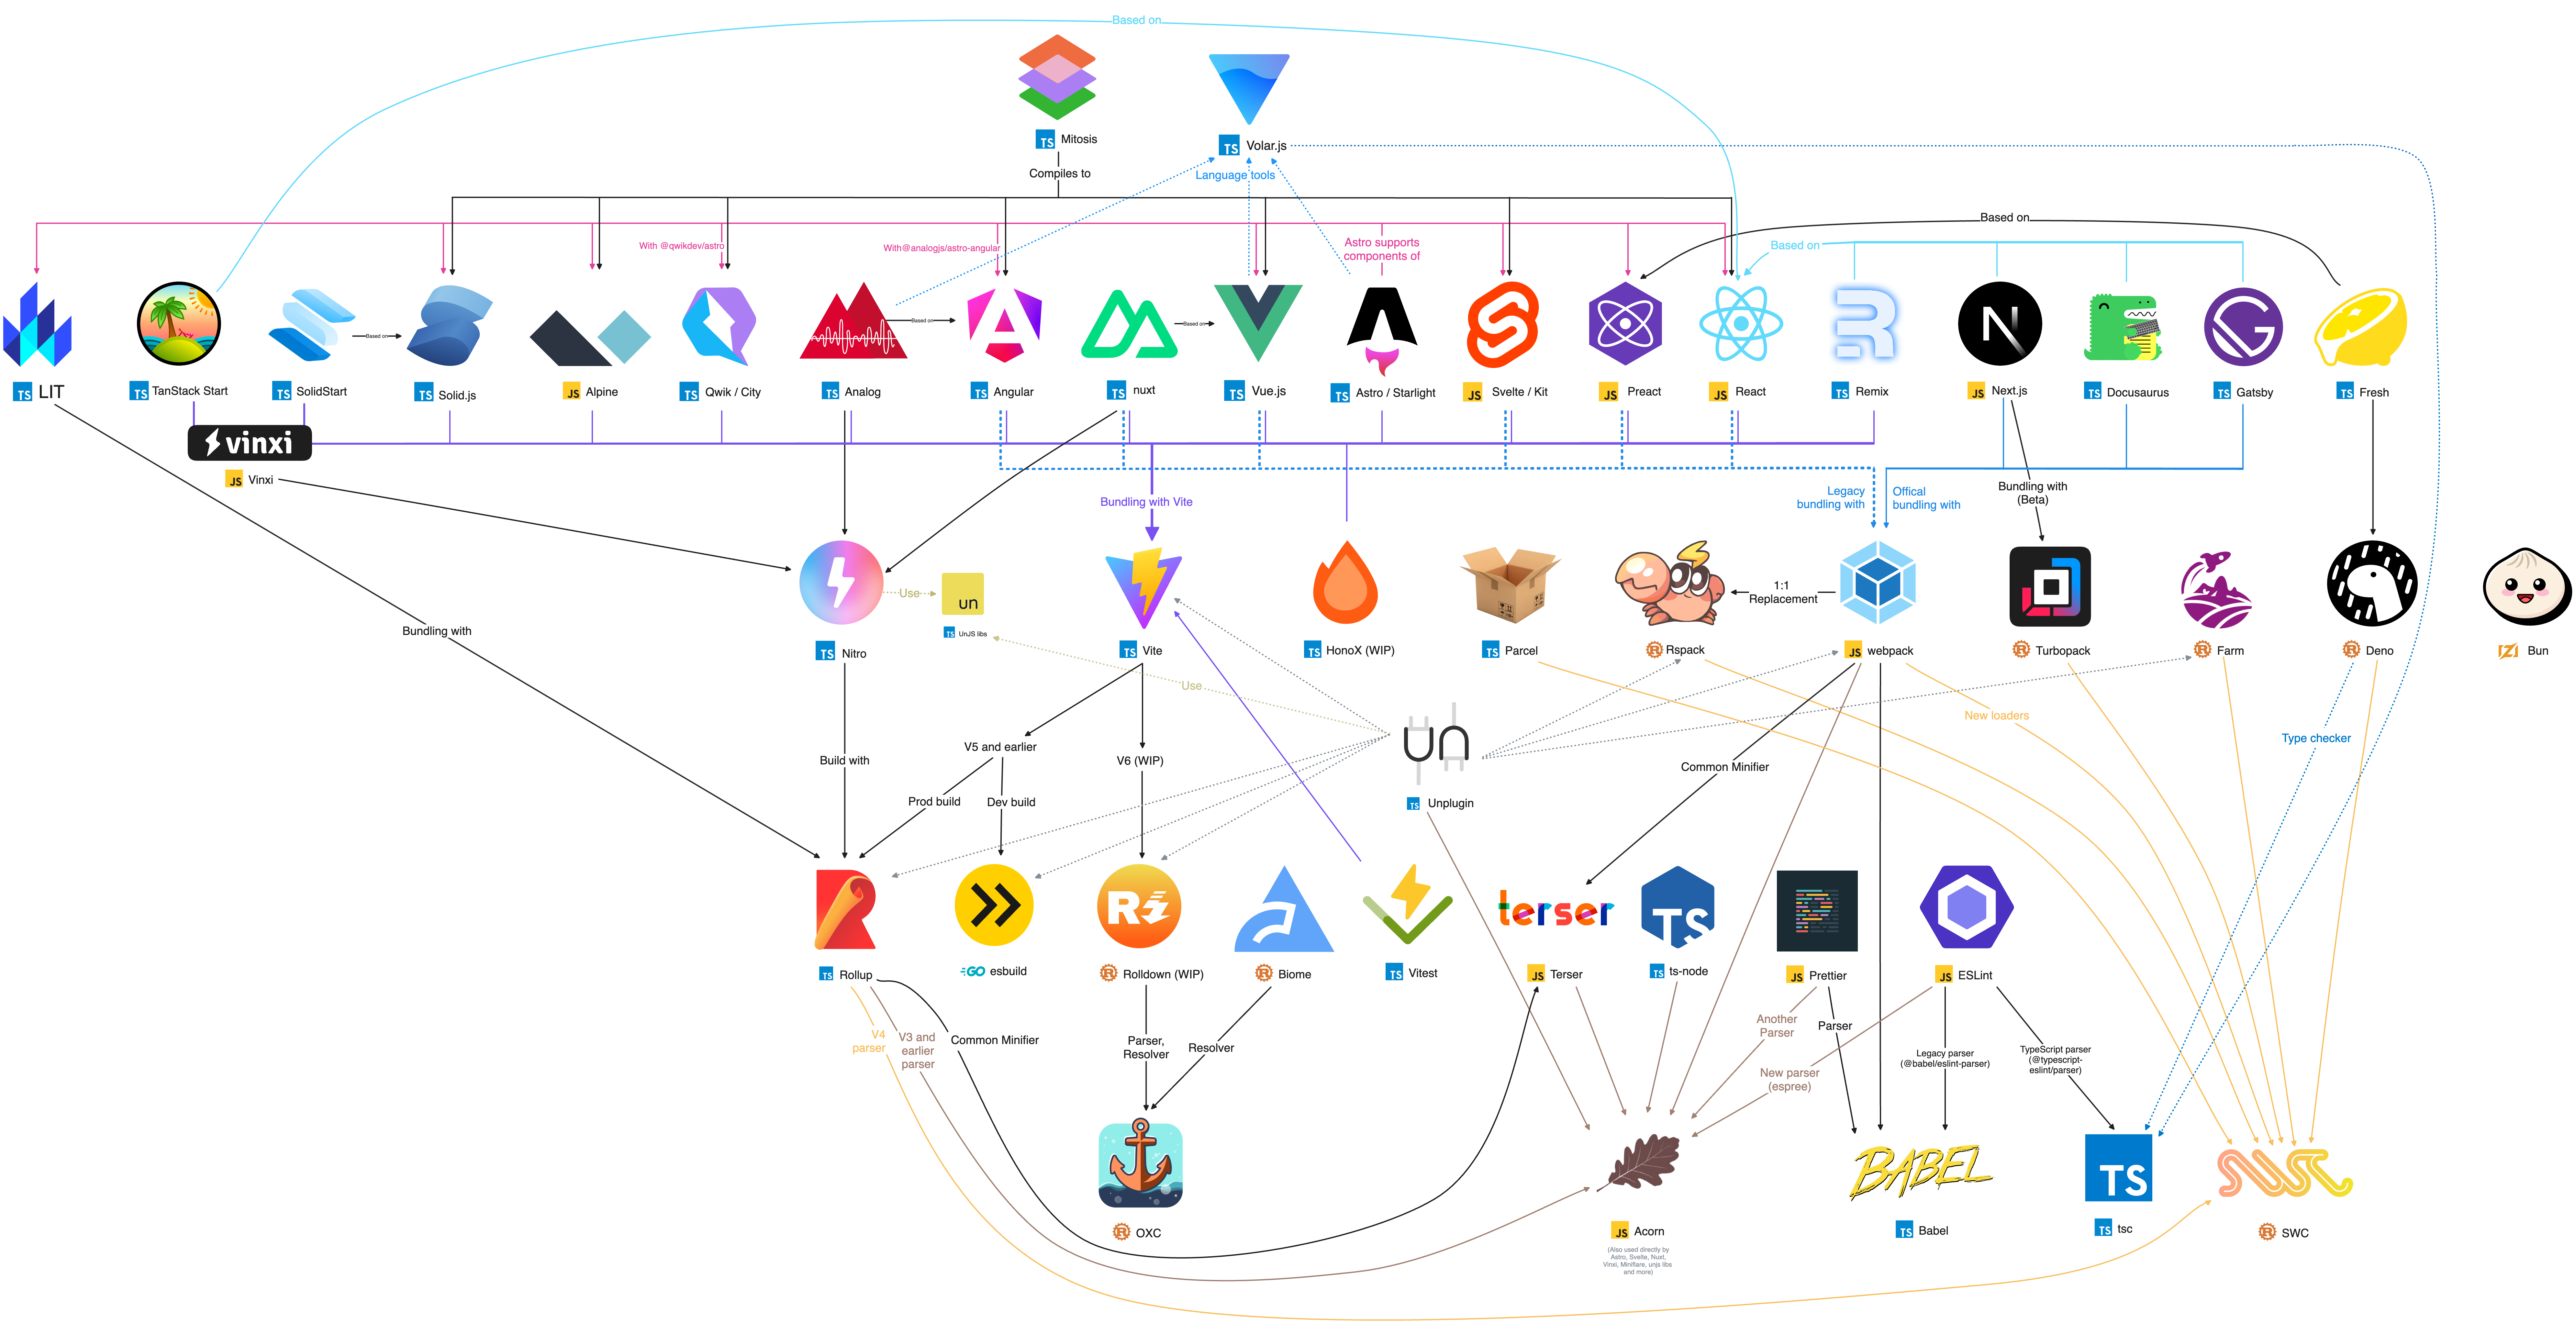 Based on
TS Mitosis
TS Volar.js
Compiles to
Language tools
Based on
With @qwikdev/astro
With@analogjs/astro-angular
Astro supports
components of
Based on
Based on
Based on
Based on
N
TS LIT
TS TanStack Start
TS SolidStart
TS Solid.js
JS Alpine
TS Qwik / City
TS Analog
TS Angular
TS nuxt
TS Vue.js
TS Astro / Starlight
JS Svelte / Kit
JS Preact
JS React
TS Remix
JS Next.js
TS Docusaurus
TS Gatsby
TS Fresh
vinxi
JS Vinxi
Bundling with Vite
Legacy
bundling with
Offical
bundling with
Bundling with
(Beta)
Use
un
1:1
Replacement
TS UnJS libs
Bundling with
TS Nitro
TS Vite
TS HonoX (WIP)
TS Parcel
R Rspack
JS webpack
R Turbopack
R Farm
R Deno
Bun
Use
New loaders
un
Type checker
V5 and earlier
Build with
V6 (WIP)
Common Minifier
Prod build
Dev build
TS Unplugin
R
terser
TS
TS Rollup
GO esbuild
R Rolldown (WIP)
R Biome
TS Vitest
JS Terser
TS ts-node
JS Prettier
JS ESLint
V4
parser
V3 and
earlier
parser
Common Minifier
Parser,
Resolver
Resolver
Another
Parser
Parser
New parser
(espree)
Legacy parser
(@babel/eslint-parser)
TypeScript parser
(@typescript-
eslint/parser)
BABEL
TS
SWC
R OXC
JS Acorn
(Also used directly by
Astro, Svelte, Nuxt,
Vinxi, Miniflare, unjs libs
and more)
TS Babel
TS tsc
R SWC